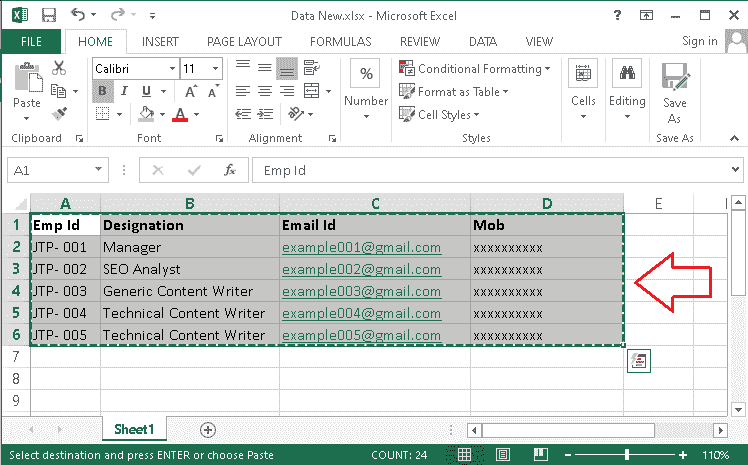 Data New.xlsx - Microsoft Excel
FILE HOME INSERT PAGE LAYOUT FORMULAS REVIEW DATA VIEW Sign in
Paste
Clipboard
Calibri 11
B I U A A
A
Font
Alignment
%
Number
Conditional Formatting
Format as Table
Cell Styles
Styles
Cells
Editing
Save As
Save As
A1 fx Emp Id
A B C D E
1 Emp Id Designation Email Id Mob
2 JTP- 001 Manager example001@gmail.com xxxxxxxxxx
3 JTP- 002 SEO Analyst example002@gmail.com xxxxxxxxxx
4 JTP- 003 Generic Content Writer example003@gmail.com xxxxxxxxxx
5 JTP- 004 Technical Content Writer example004@gmail.com xxxxxxxxxx
6 JTP- 005 Technical Content Writer example005@gmail.com xxxxxxxxxx
7
8
9
Sheet1
Select destination and press ENTER or choose Paste COUNT: 24 110%